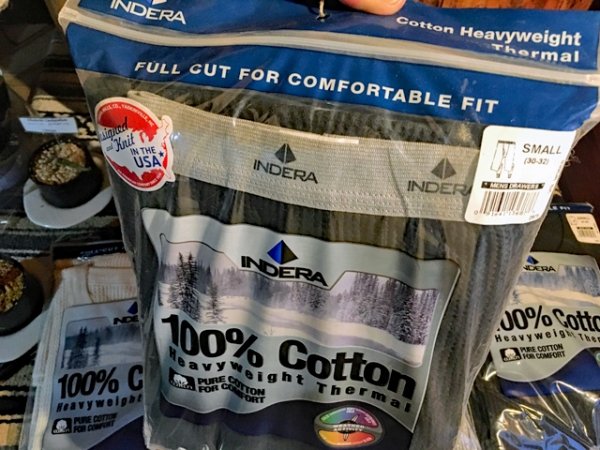 INDERA
Cotton Heavyweight
Thermal
FULL CUT FOR COMFORTABLE FIT
Designed
and Knit
IN THE
USA
INDERA
INDERA
SMALL
(30-32)
MENS DRAWERS
INDERA
100% Cotton
Heavyweight Thermal
PURE COTTON
FOR COMFORT
100% C
Heavyweight
PURE COTTON
FOR COMFORT
INDERA
00% Cotto
Heavyweight Ther
PURE COTTON
FOR COMFORT